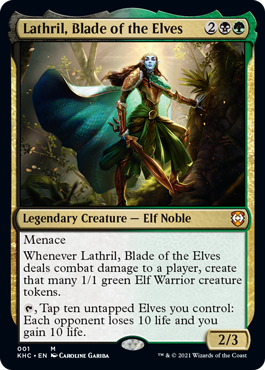 Lathril, Blade of the Elves 2
Legendary Creature — Elf Noble
Menace
Whenever Lathril, Blade of the Elves
deals combat damage to a player, create
that many 1/1 green Elf Warrior creature
tokens.
, Tap ten untapped Elves you control:
Each opponent loses 10 life and you
gain 10 life.
2/3
001 M
KHC • EN Caroline Gariba
™ & © 2021 Wizards of the Coast